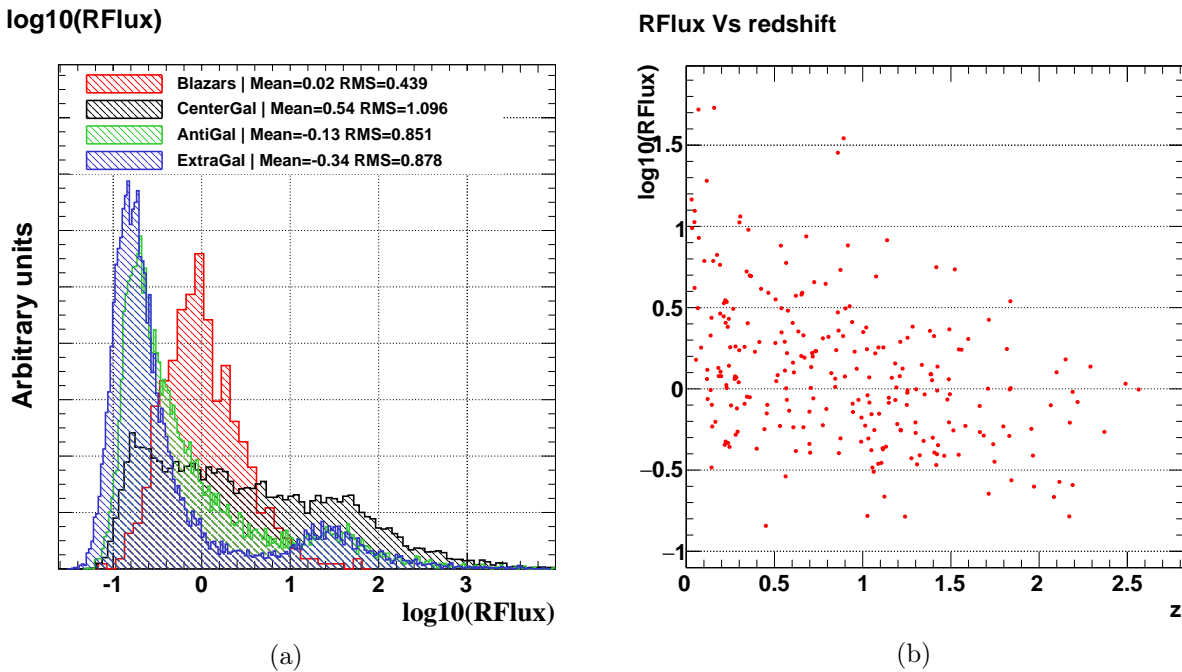 log10(RFlux)
Blazars | Mean=0.02 RMS=0.439
CenterGal | Mean=0.54 RMS=1.096
AntiGal | Mean=-0.13 RMS=0.851
ExtraGal | Mean=-0.34 RMS=0.878
Arbitrary units
-1 0 1 2 3
log10(RFlux)
(a)
RFlux Vs redshift
log10(RFlux)
1.5
1
0.5
0
−0.5
−1
0 0.5 1 1.5 2 2.5
z
(b)